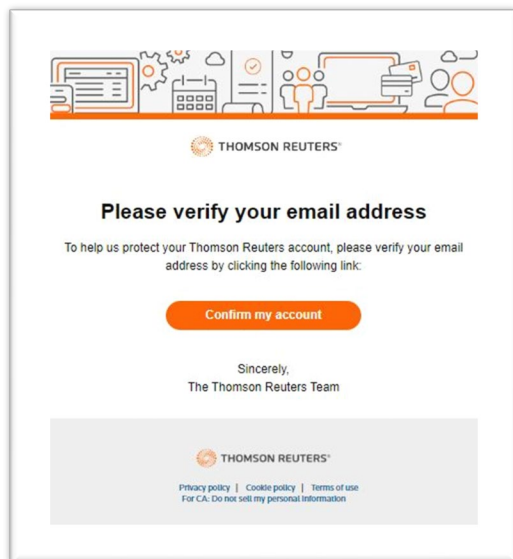 THOMSON REUTERS®
Please verify your email address
To help us protect your Thomson Reuters account, please verify your email
address by clicking the following link:
Confirm my account
Sincerely,
The Thomson Reuters Team
THOMSON REUTERS®
Privacy policy | Cookie policy | Terms of use
For CA: Do not sell my personal information